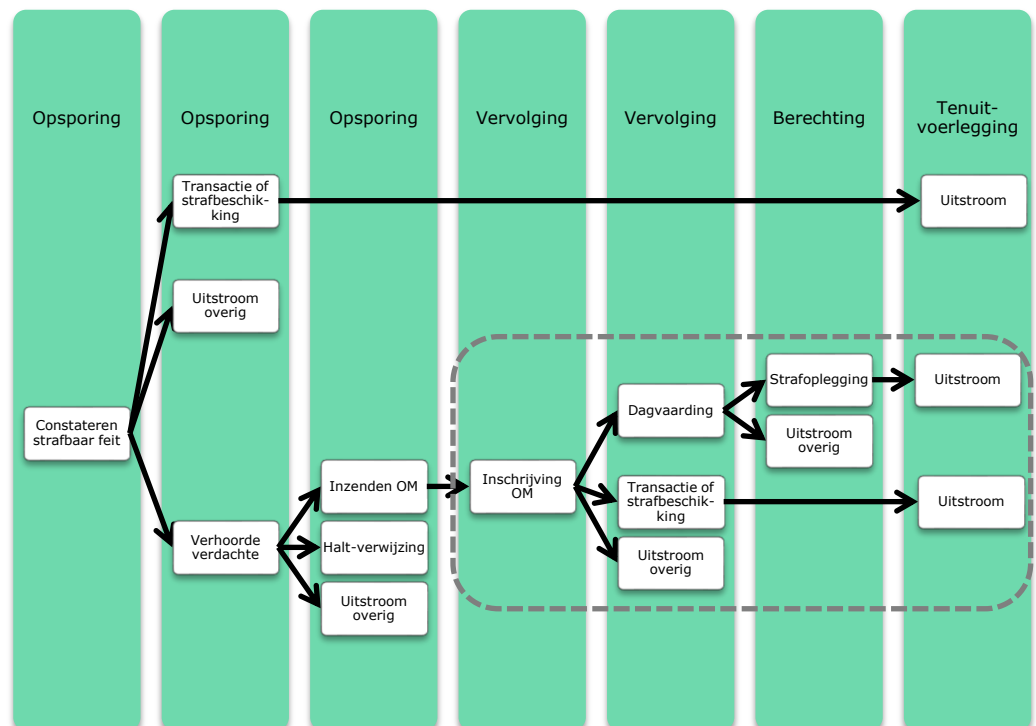 Opsporing
Opsporing
Opsporing
Vervolging
Vervolging
Berechting
Tenuit-
voerlegging
Transactie of
strafbeschik-
king
Uitstroom
Uitstroom
overig
Constateren
strafbaar feit
Verhoorde
verdachte
Inzenden OM
Halt-verwijzing
Uitstroom
overig
Inschrijving
OM
Dagvaarding
Transactie of
strafbeschik-
king
Uitstroom
overig
Strafoplegging
Uitstroom
overig
Uitstroom
Uitstroom